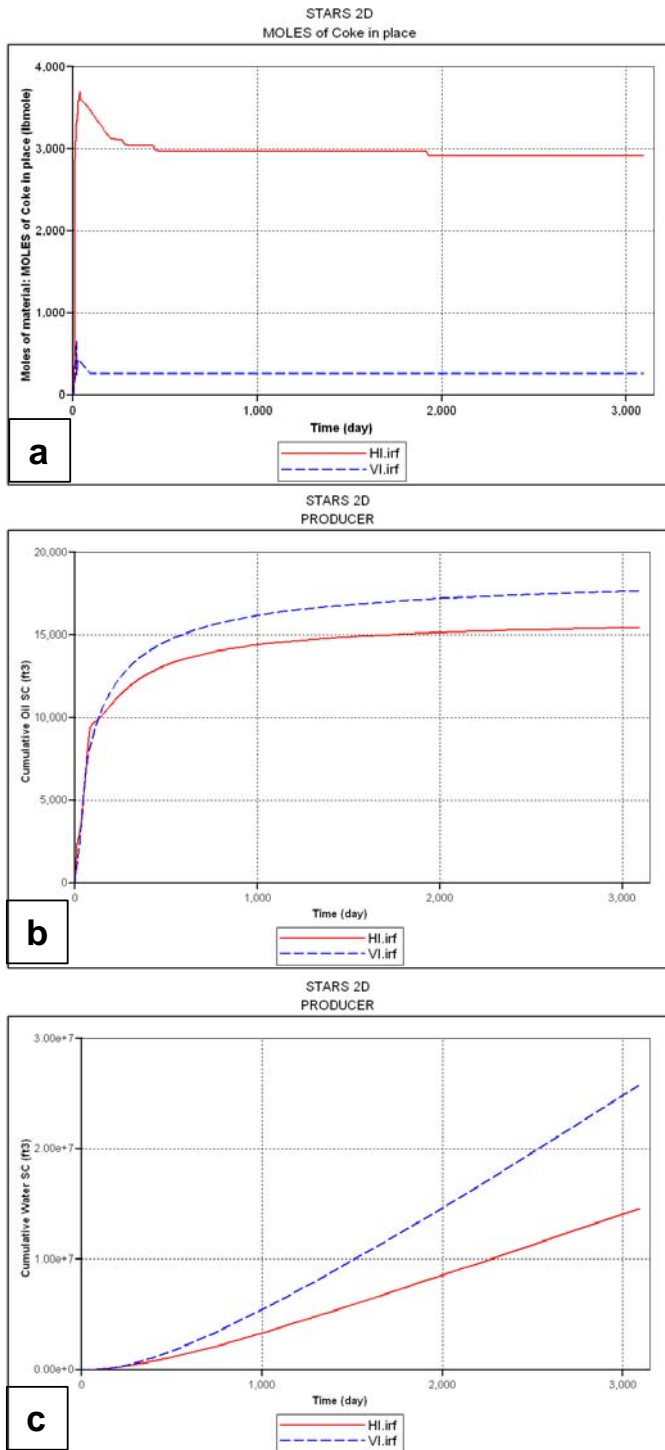 STARS 2D
MOLES of Coke in place
Moles of material: MOLES of Coke in place (lbmole)
4,000
3,000
2,000
1,000
0
0 1,000 2,000 3,000
Time (day)
HI.irf
VI.irf
a
STARS 2D
PRODUCER
Cumulative Oil SC (ft3)
20,000
15,000
10,000
5,000
0
0 1,000 2,000 3,000
Time (day)
HI.irf
VI.irf
b
STARS 2D
PRODUCER
Cumulative Water SC (ft3)
3.00e+7
2.00e+7
1.00e+7
0.00e+0
0 1,000 2,000 3,000
Time (day)
HI.irf
VI.irf
c